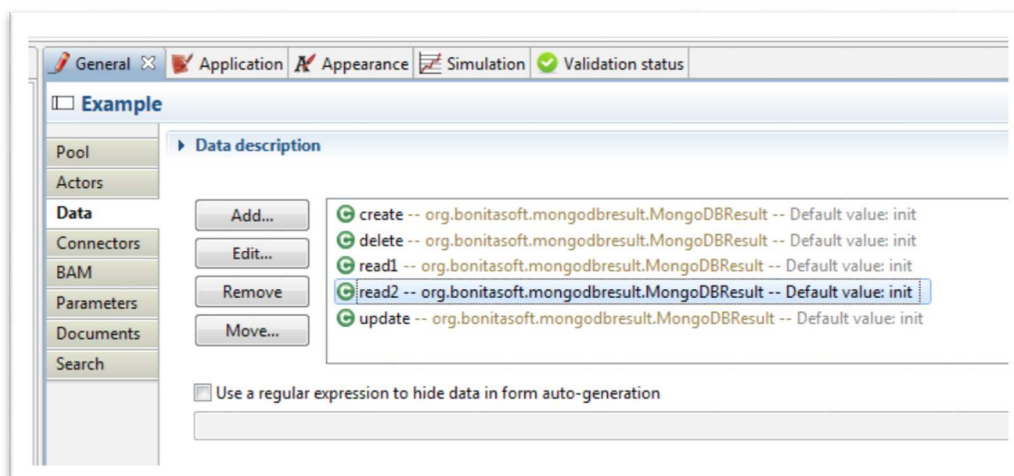 General Application Appearance Simulation Validation status
Example
Pool
Actors
Data
Connectors
BAM
Parameters
Documents
Search
Data description
Add...
Edit...
Remove
Move...
create -- org.bonitasoft.mongodbresult.MongoDBResult -- Default value: init
delete -- org.bonitasoft.mongodbresult.MongoDBResult -- Default value: init
read1 -- org.bonitasoft.mongodbresult.MongoDBResult -- Default value: init
read2 -- org.bonitasoft.mongodbresult.MongoDBResult -- Default value: init
update -- org.bonitasoft.mongodbresult.MongoDBResult -- Default value: init
Use a regular expression to hide data in form auto-generation